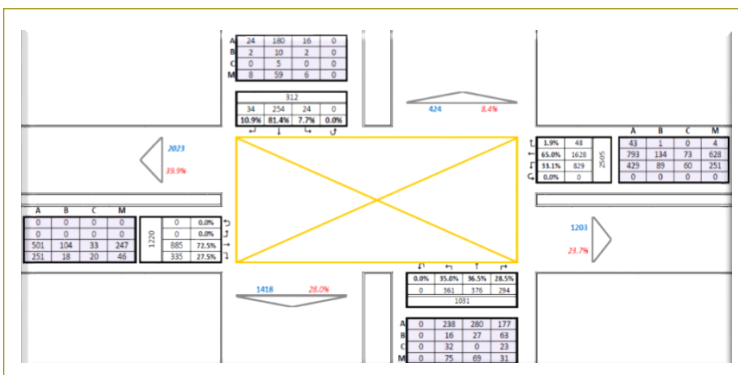 A 24 180 16 0
B 2 10 2 0
C 0 5 0 0
M 8 59 6 0
312
34 254 24 0
10.9% 81.4% 7.7% 0.0%
424 8.4%
2023
39.9%
A B C M
1.9% 48 43 1 0 4
65.0% 1628 2505 793 134 73 628
33.1% 829 429 89 60 251
0.0% 0 0 0 0 0
A B C M
0 0 0 0 0 0.0%
0 0 0 0 1220 0 0.0%
501 104 33 247 885 72.5%
251 18 20 46 335 27.5%
1203
23.7%
1418 28.0%
0.0% 35.0% 36.5% 28.5%
0 361 376 294
1031
A 0 238 280 177
B 0 16 27 63
C 0 32 0 23
M 0 75 69 31